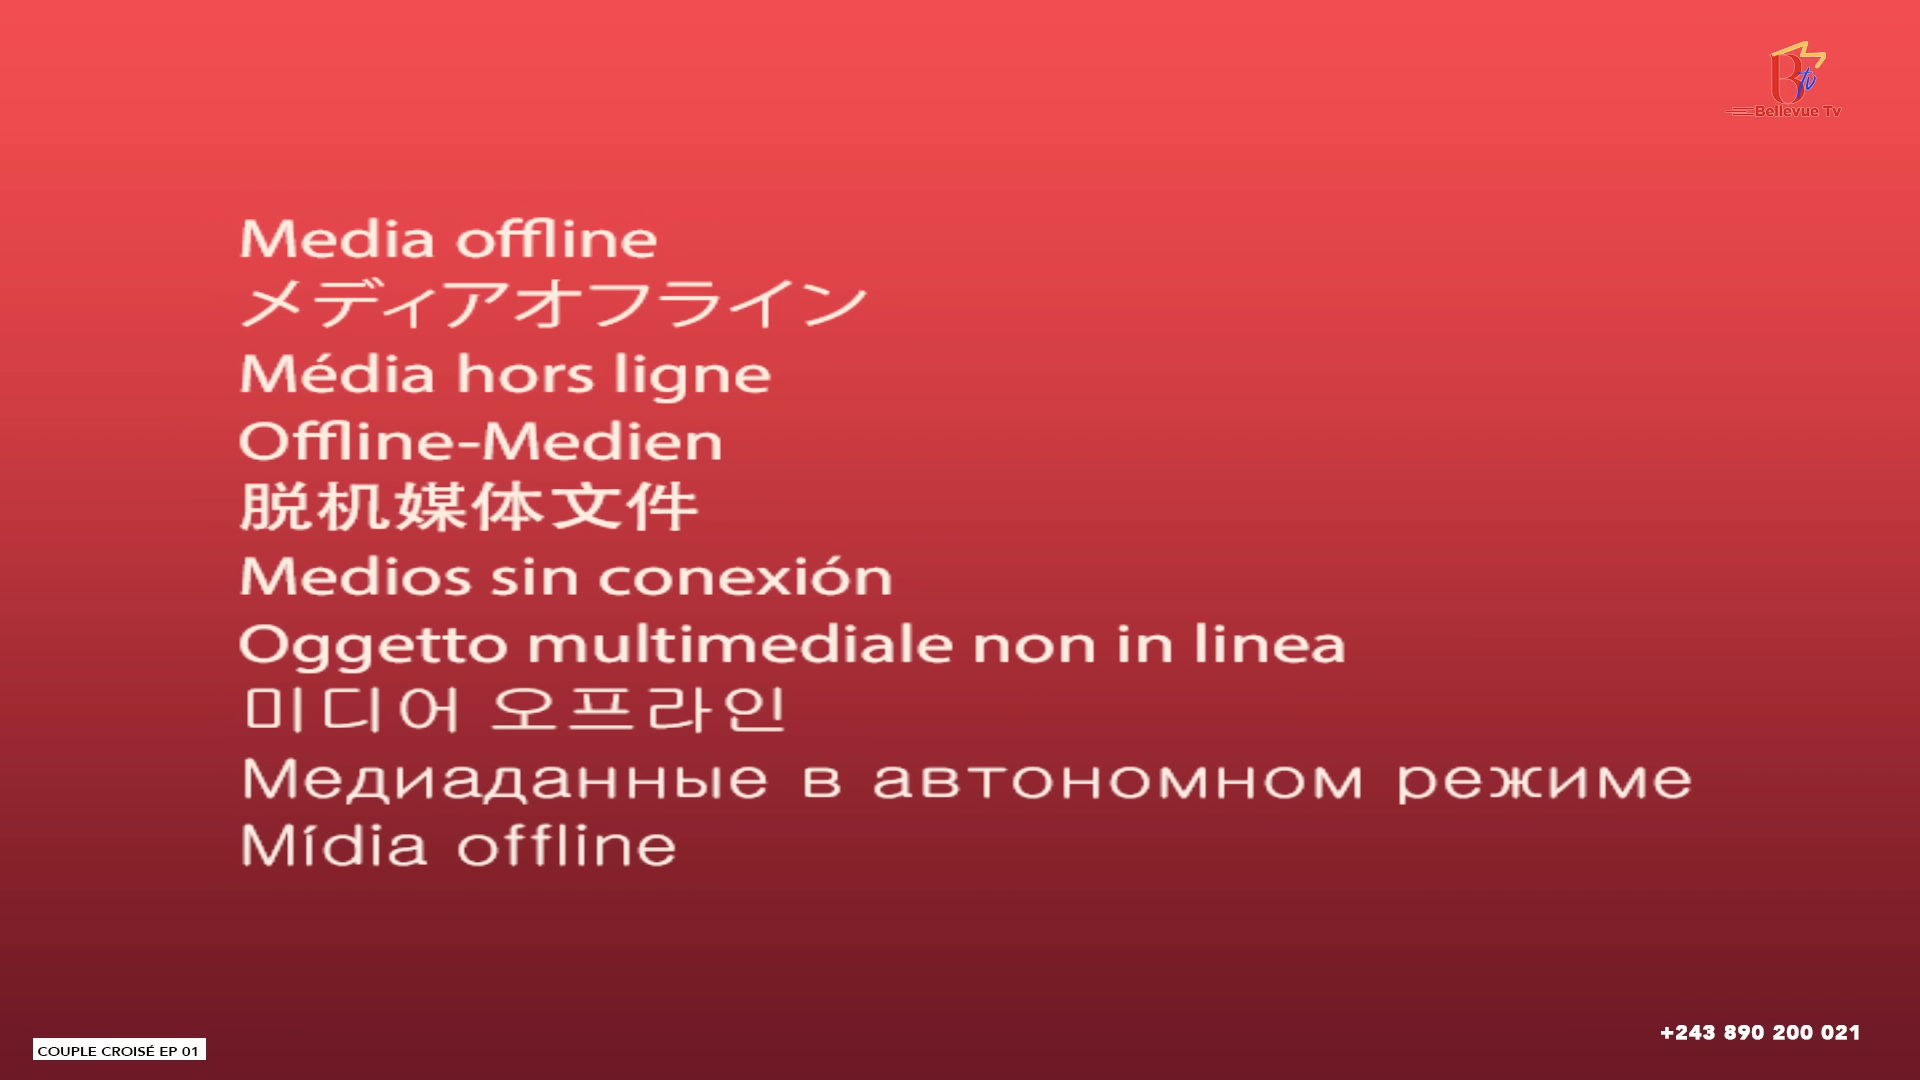 Btv
Bellevue Tv
Media offline
メディアオフライン
Média hors ligne
Offline-Medien
脱机媒体文件
Medios sin conexión
Oggetto multimediale non in linea
미디어 오프라인
Медиаданные в автономном режиме
Mídia offline
COUPLE CROISÉ EP 01
+243 890 200 021